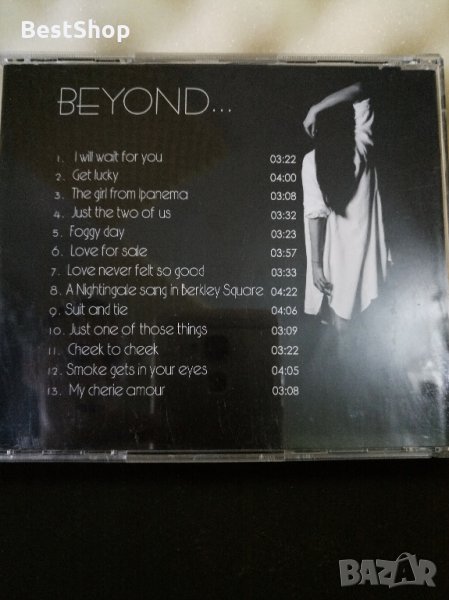 BestShop
BEYOND...
1. I will wait for you 03:22
2. Get lucky 04:00
3. The girl from Ipanema 03:08
4. Just the two of us 03:32
5. Foggy day 03:23
6. Love for sale 03:57
7. Love never felt so good 03:33
8. A Nightingale sang in Berkley Square 04:22
9. Suit and tie 04:06
10. Just one of those things 03:09
11. Cheek to cheek 03:22
12. Smoke gets in your eyes 04:05
13. My cherie amour 03:08
BAZAR